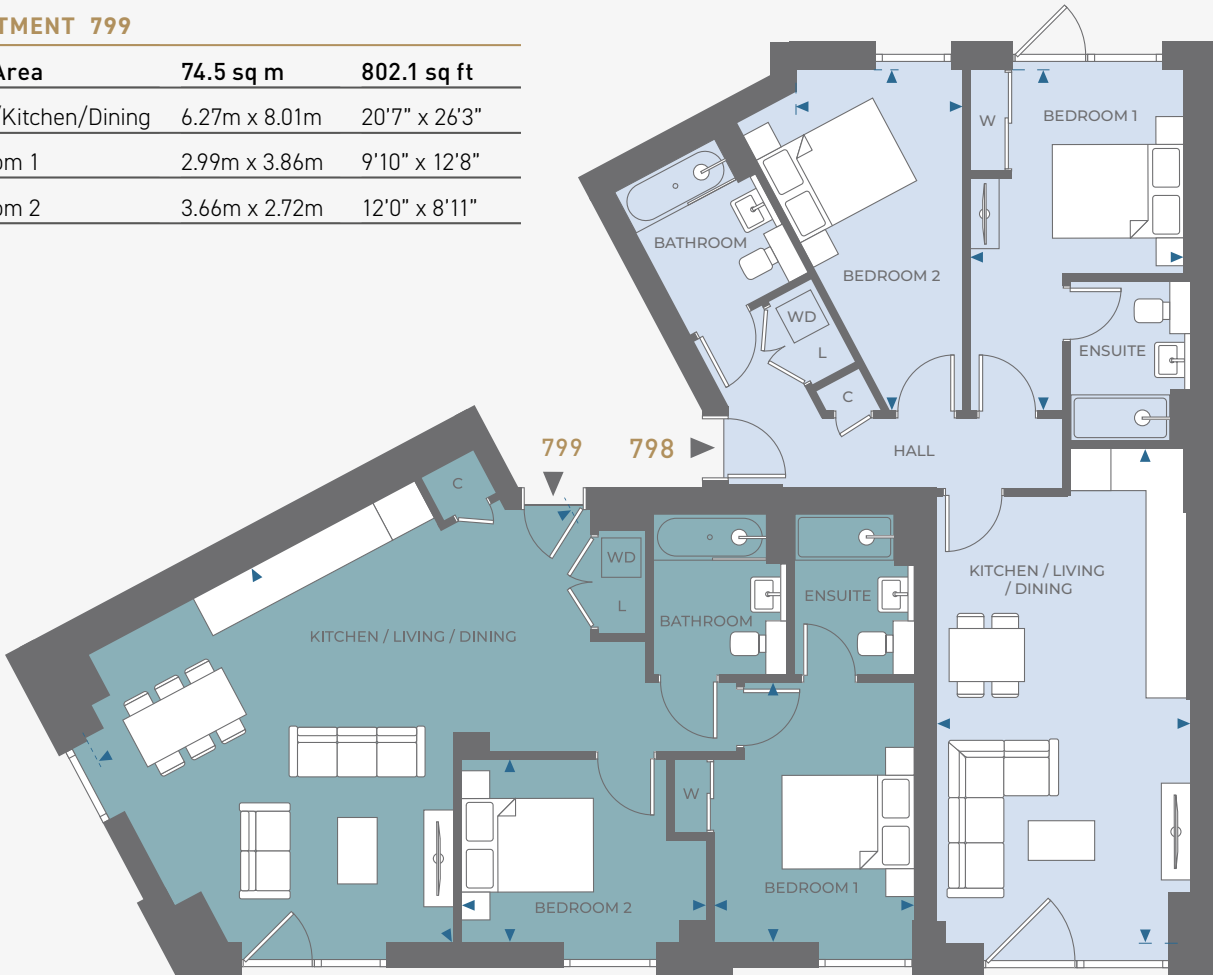 TMENT 799
Area 74.5 sq m 802.1 sq ft
/Kitchen/Dining 6.27m x 8.01m 20'7" x 26'3"
om 1 2.99m x 3.86m 9'10" x 12'8"
om 2 3.66m x 2.72m 12'0" x 8'11"
W
BEDROOM 1
BATHROOM
BEDROOM 2
WD
L
ENSUITE
C
HALL
799
798
C
WD
L
KITCHEN / LIVING
/ DINING
ENSUITE
BATHROOM
KITCHEN / LIVING / DINING
W
BEDROOM 1
BEDROOM 2